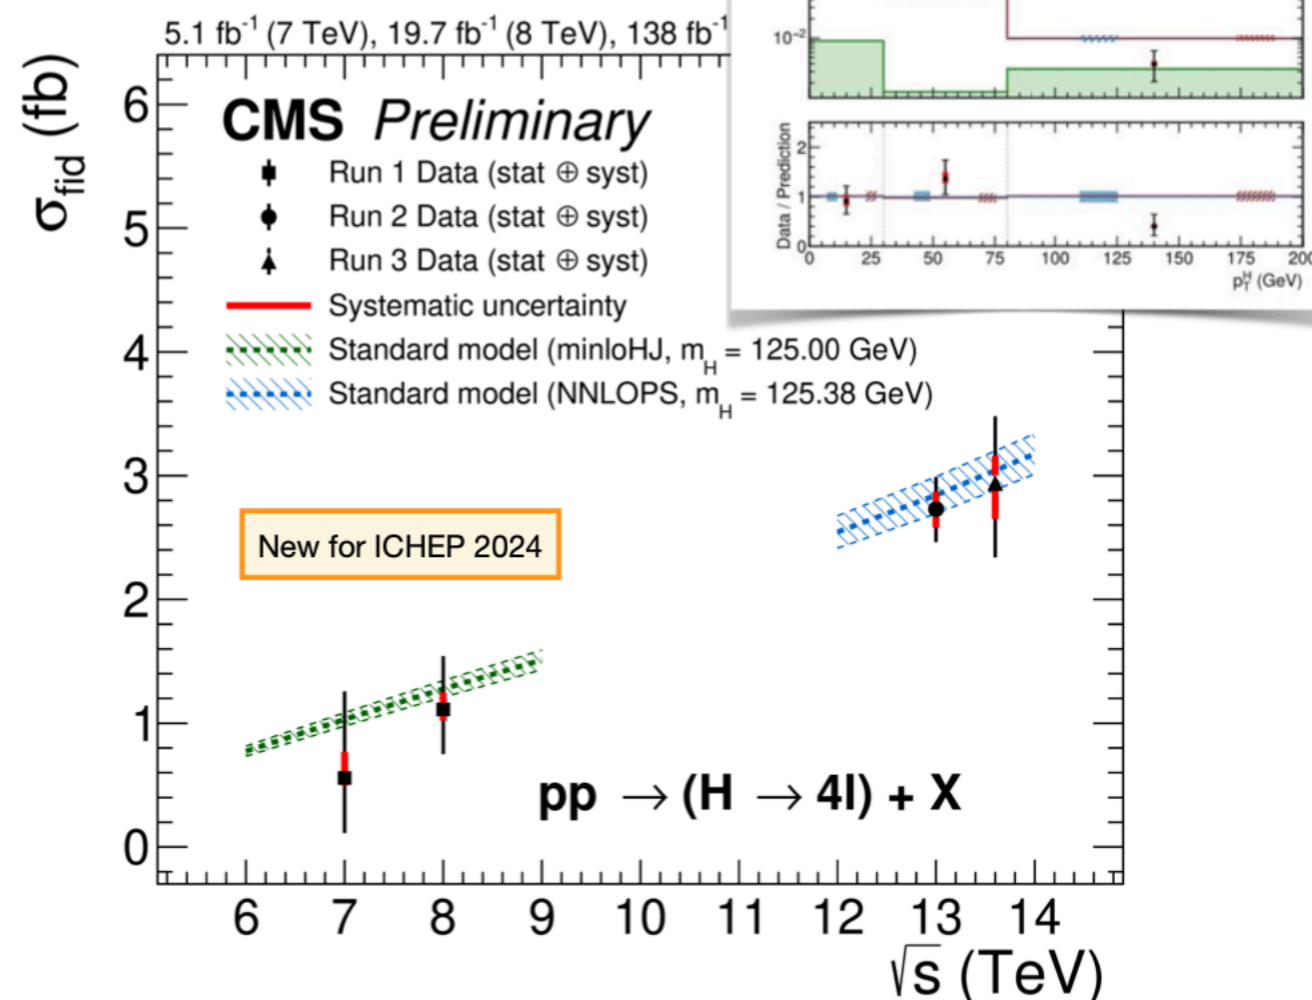 5.1 fb⁻¹ (7 TeV), 19.7 fb⁻¹ (8 TeV), 138 fb⁻¹
σ_fid (fb)
CMS Preliminary
Run 1 Data (stat ⊕ syst)
Run 2 Data (stat ⊕ syst)
Run 3 Data (stat ⊕ syst)
Systematic uncertainty
Standard model (minloHJ, m_H = 125.00 GeV)
Standard model (NNLOPS, m_H = 125.38 GeV)
New for ICHEP 2024
pp → (H → 4l) + X
6
5
4
3
2
1
0
6 7 8 9 10 11 12 13 14
√s (TeV)
10⁻²
Data / Prediction
2
1
0
0 25 50 75 100 125 150 175 200
p_T^H (GeV)